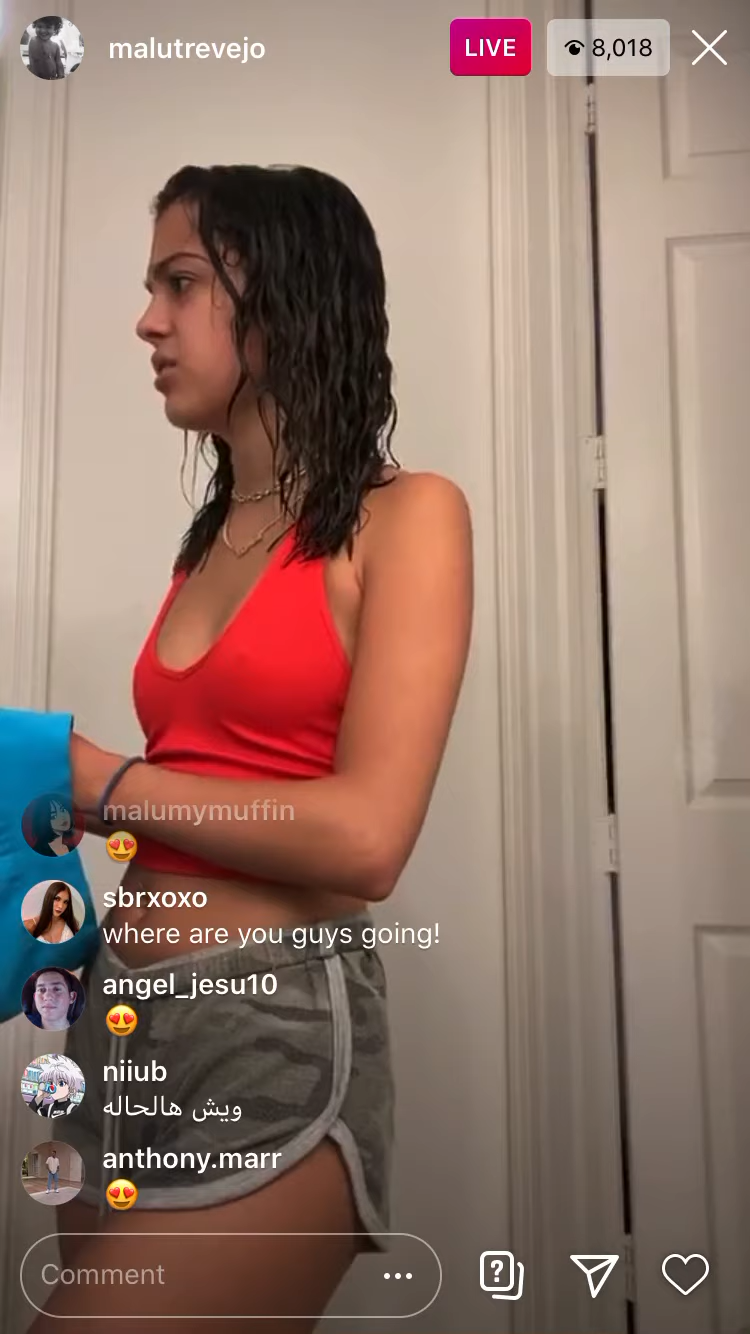 malutrevejo
LIVE
8,018
malumymuffin
😍
sbrxoxo
where are you guys going!
angel_jesu10
😍
niiub
ويش هالحاله
anthony.marr
😍
Comment